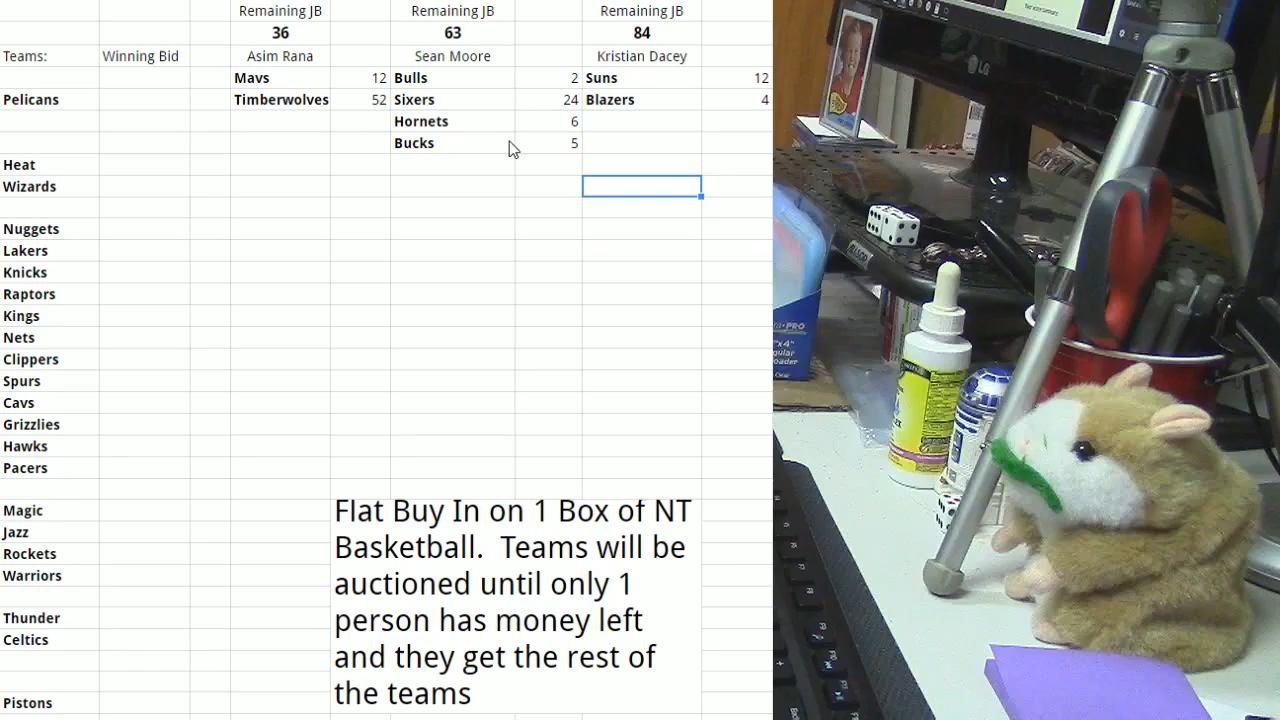 Remaining JB Remaining JB Remaining JB
36 63 84
Teams: Winning Bid Asim Rana Sean Moore Kristian Dacey
Mavs 12 Bulls 2 Suns 12
Pelicans Timberwolves 52 Sixers 24 Blazers 4
Hornets 6
Bucks 5
Heat
Wizards
Nuggets
Lakers
Knicks
Raptors
Kings
Nets
Clippers
Spurs
Cavs
Grizzlies
Hawks
Pacers
Magic
Jazz
Rockets
Warriors
Thunder
Celtics
Pistons
Flat Buy In on 1 Box of NT
Basketball. Teams will be
auctioned until only 1
person has money left
and they get the rest of
the teams
LG
PRO